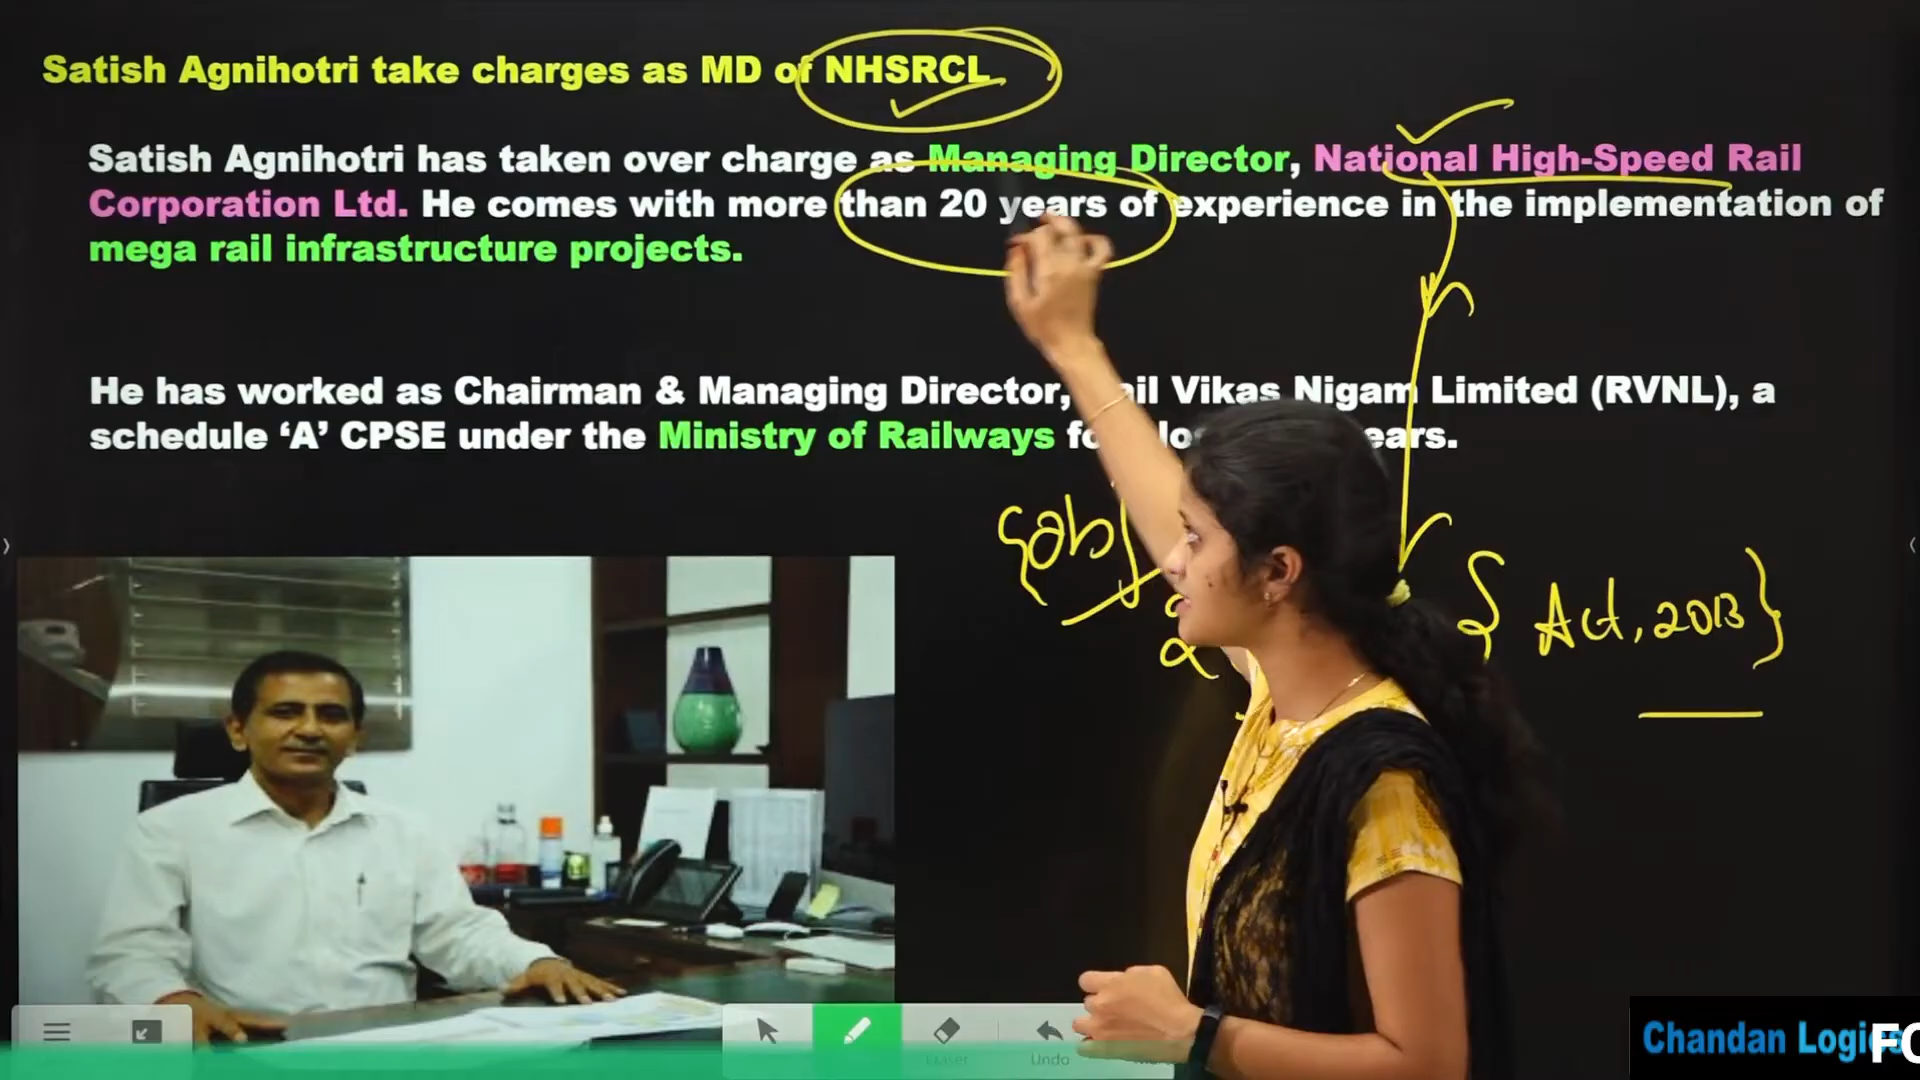 Satish Agnihotri take charges as MD of NHSRCL
Satish Agnihotri has taken over charge as Managing Director, National High-Speed Rail
Corporation Ltd. He comes with more than 20 years of experience in the implementation of
mega rail infrastructure projects.
He has worked as Chairman & Managing Director, Vikas Nigam Limited (RVNL), a
schedule ‘A’ CPSE under the Ministry of Railways
{ Act, 2013}
Eraser
Undo
Chandan Logics